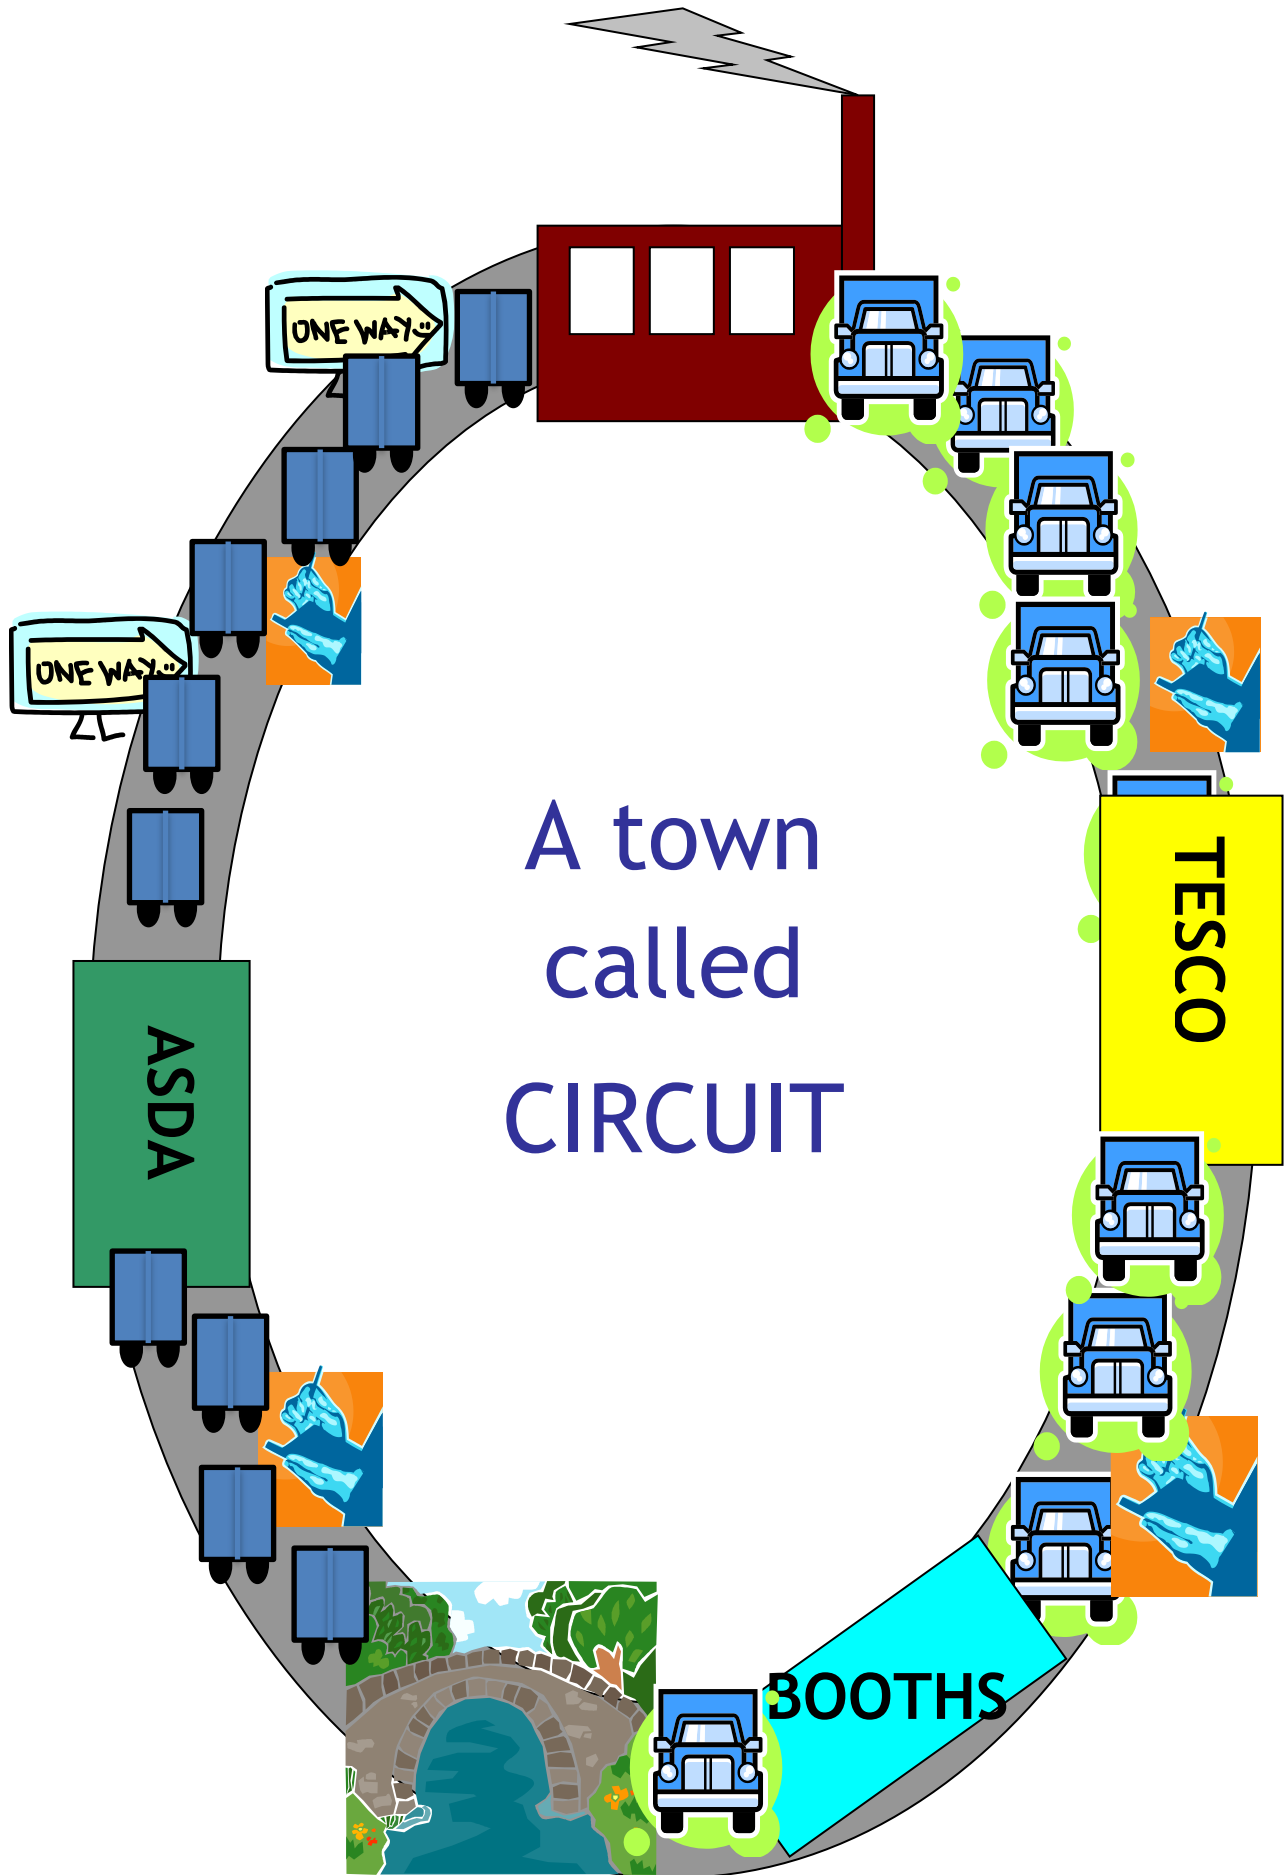 ONE WAY
ONE WAY
TESCO
A town
called
CIRCUIT
ASDA
BOOTHS